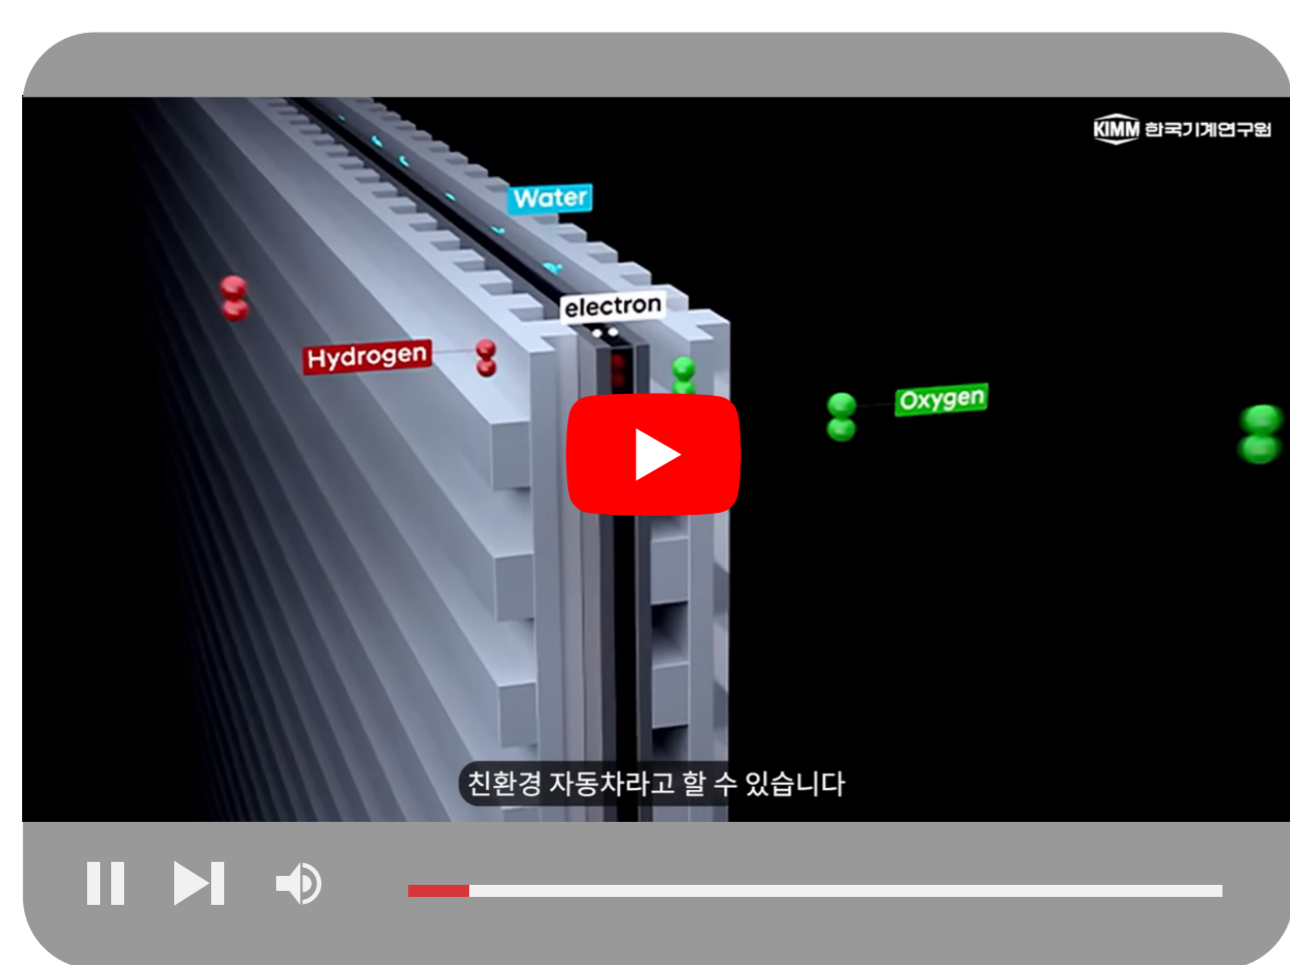 KIMM 한국기계연구원
Water
electron
Hydrogen
Oxygen
친환경 자동차라고 할 수 있습니다